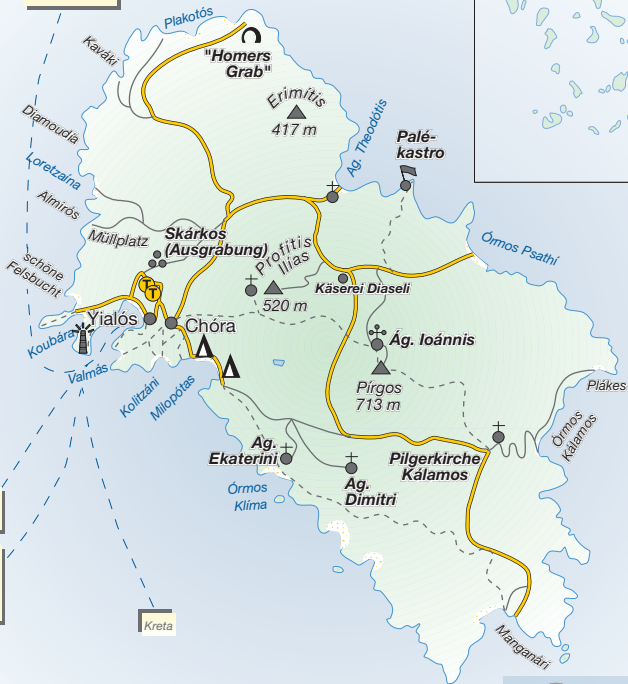 Plakotós
Kaváki
"Homers
Grab"
Erimítis
417 m
Diamoudia
Ag. Theodótis
Palé-
kastro
Loretzaína
Almirós
Müllplatz
Skárkos
(Ausgrabung)
Profítis
Ilías
520 m
Órmos Psathí
schöne
Felsbucht
Käserei Diaseli
T
T
Yialós
Chóra
Koubára
Ág. Ioánnis
Valmás
Kolitzáni
Milopótas
Pírgos
713 m
Plákes
Órmos
Kálamos
Ag.
Ekaterini
Pilgerkirche
Kálamos
Ag.
Dimitri
Órmos
Klíma
Kreta
Manganári